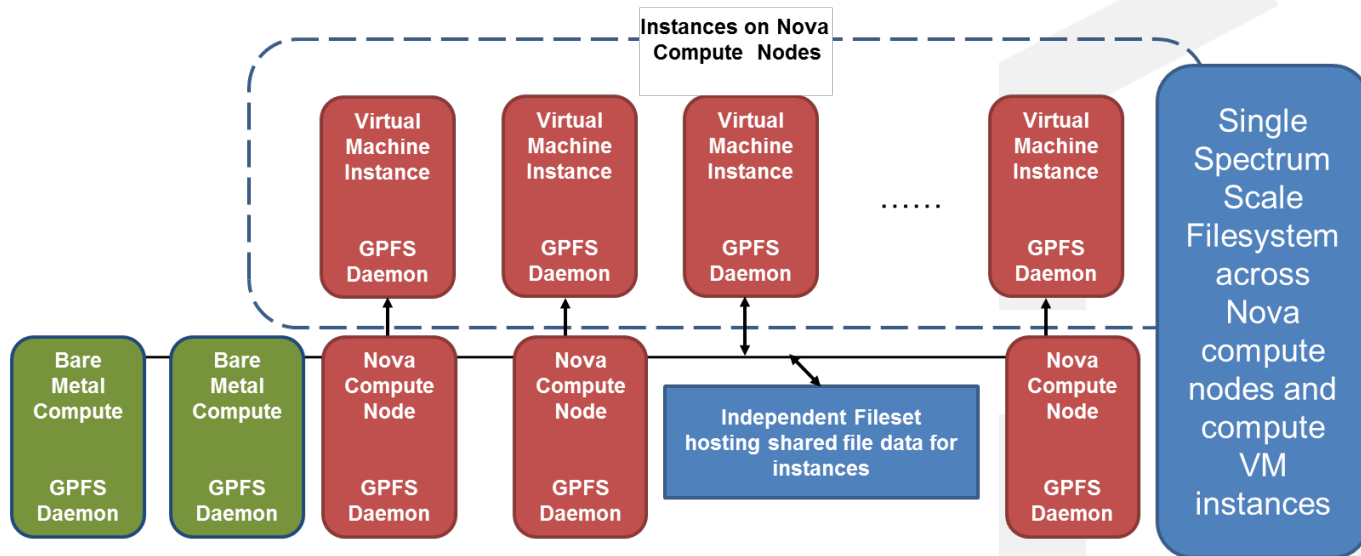 Instances on Nova
Compute Nodes
Virtual
Machine
Instance
GPFS
Daemon
Virtual
Machine
Instance
GPFS
Daemon
Virtual
Machine
Instance
GPFS
Daemon
......
Virtual
Machine
Instance
GPFS
Daemon
Single
Spectrum
Scale
Filesystem
across
Nova
compute
nodes and
compute
VM
instances
Bare
Metal
Compute
GPFS
Daemon
Bare
Metal
Compute
GPFS
Daemon
Nova
Compute
Node
GPFS
Daemon
Nova
Compute
Node
GPFS
Daemon
Independent Fileset
hosting shared file data for
instances
Nova
Compute
Node
GPFS
Daemon